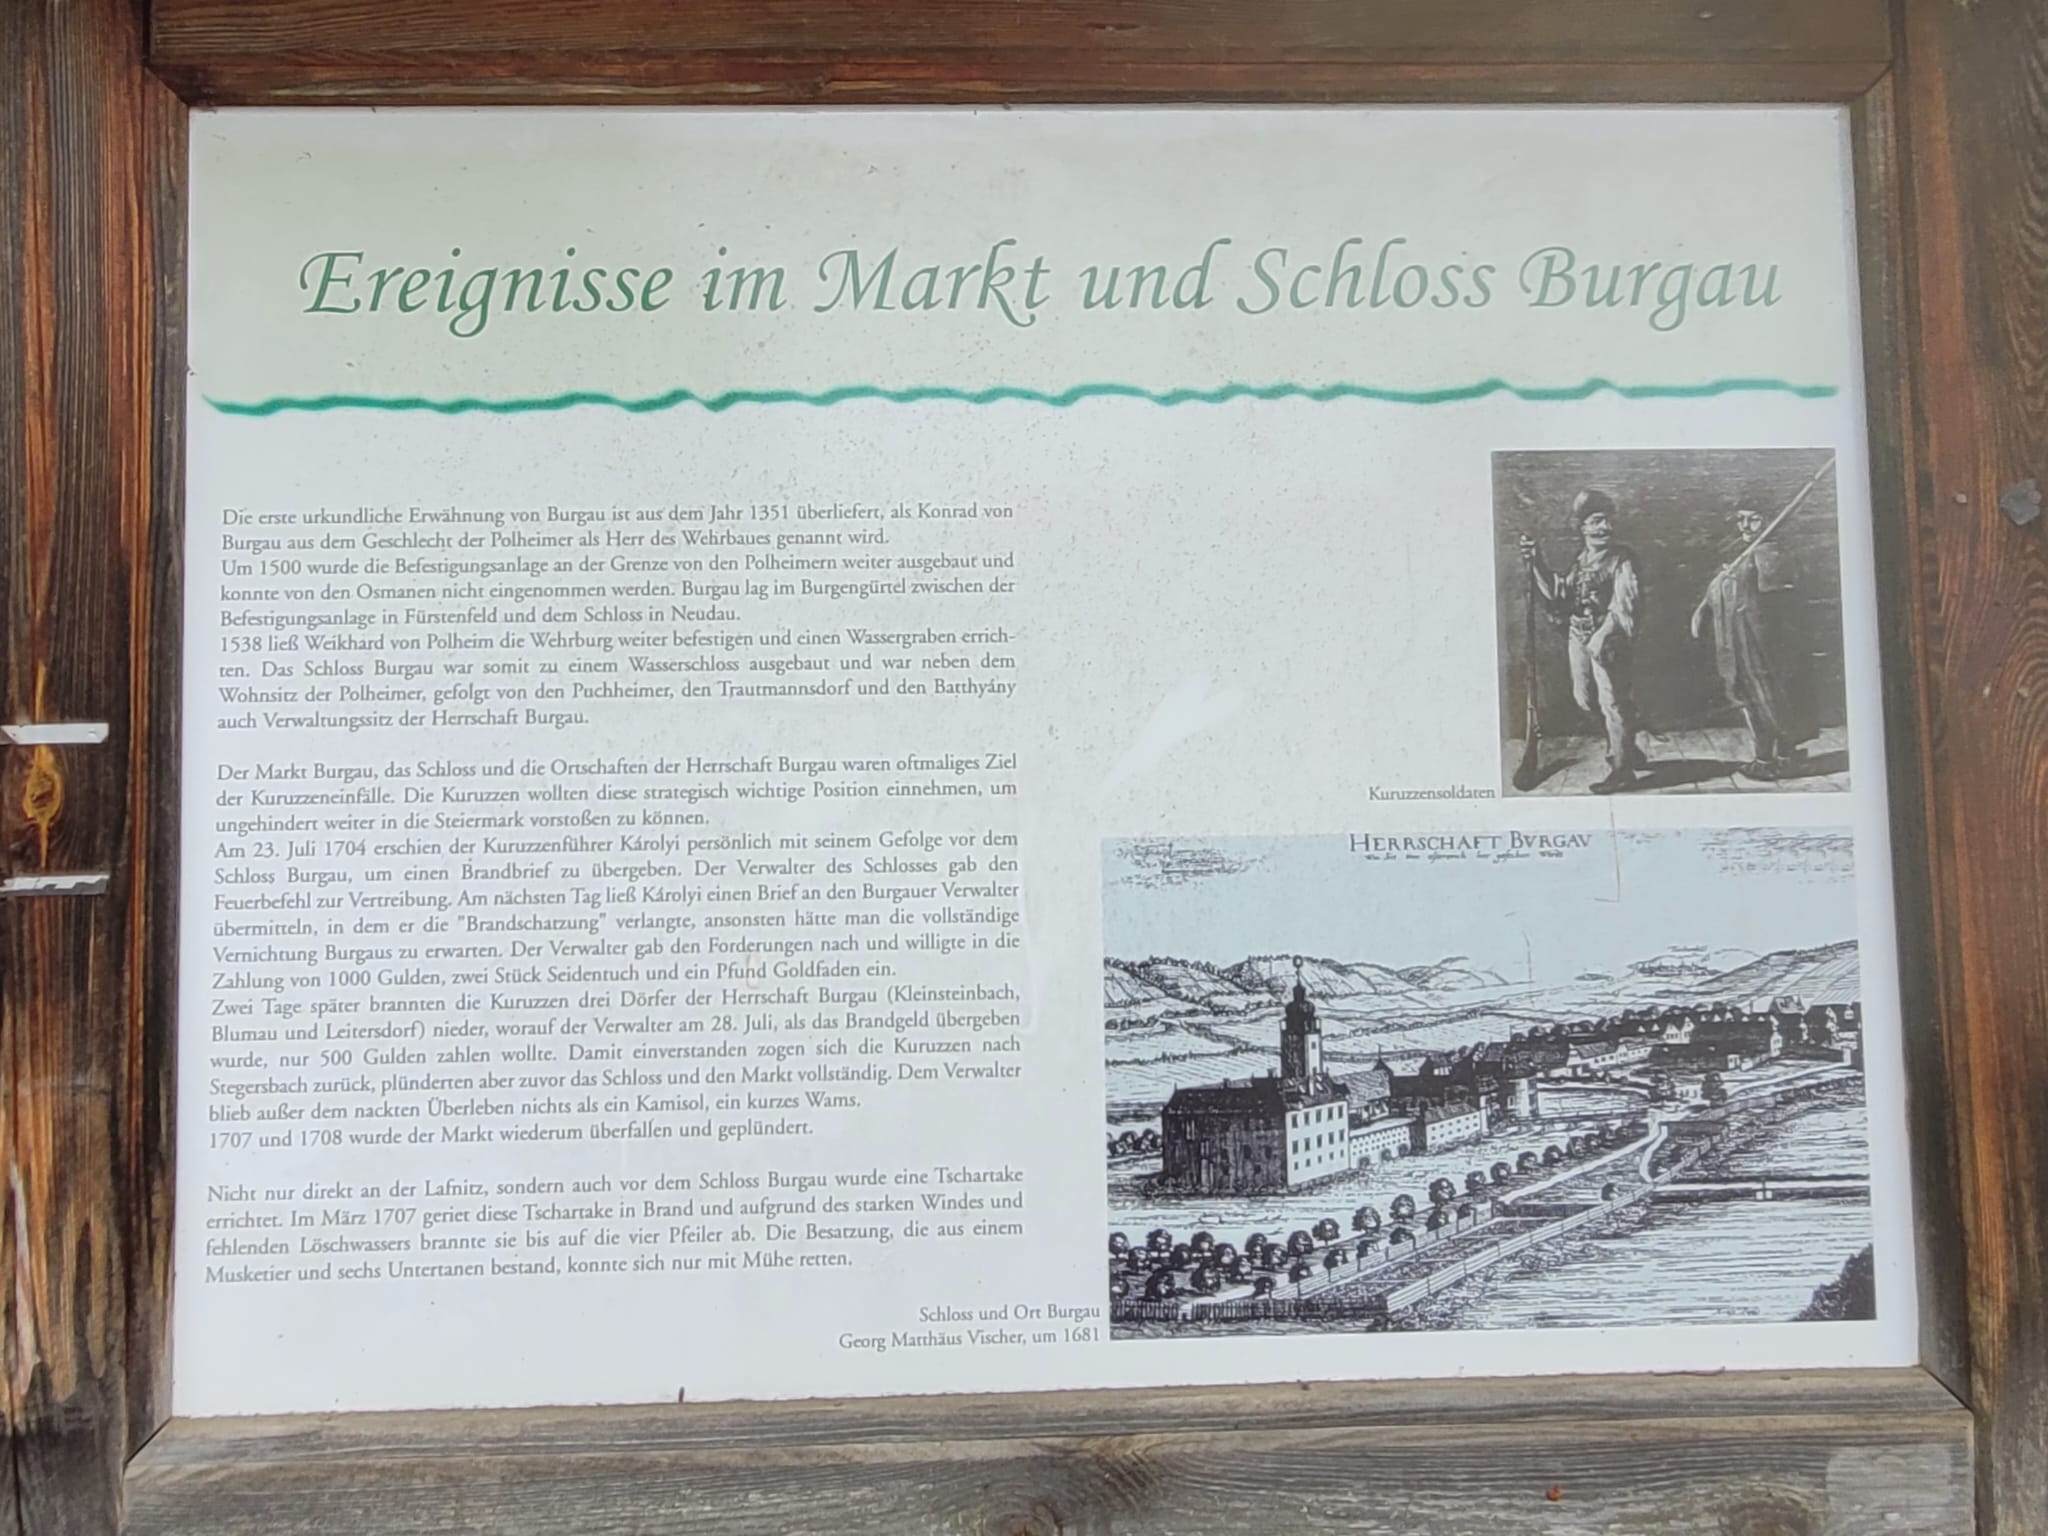 Ereignisse im Markt und Schloss Burgau
Die erste urkundliche Erwähnung von Burgau ist aus dem Jahr 1351 überliefert, als Konrad von
Burgau aus dem Geschlecht der Polheimer als Herr des Wehrbaues genannt wird.
Um 1500 wurde die Befestigungsanlage an der Grenze von den Polheimern weiter ausgebaut und
konnte von den Osmanen nicht eingenommen werden. Burgau lag im Burgengürtel zwischen der
Befestigungsanlage in Fürstenfeld und dem Schloss in Neudau.
1538 ließ Weikhard von Polheim die Wehrburg weiter befestigen und einen Wassergraben errich-
ten. Das Schloss Burgau war somit zu einem Wasserschloss ausgebaut und war neben dem
Wohnsitz der Polheimer, gefolgt von den Puchheimer, den Trautmannsdorf und den Batthyány
auch Verwaltungssitz der Herrschaft Burgau.
Der Markt Burgau, das Schloss und die Ortschaften der Herrschaft Burgau waren oftmaliges Ziel
der Kuruzzeneinfälle. Die Kuruzzen wollten diese strategisch wichtige Position einnehmen, um
ungehindert weiter in die Steiermark vorstoßen zu können.
Am 23. Juli 1704 erschien der Kuruzzenführer Károlyi persönlich mit seinem Gefolge vor dem
Schloss Burgau, um einen Brandbrief zu übergeben. Der Verwalter des Schlosses gab den
Feuerbefehl zur Vertreibung. Am nächsten Tag ließ Károlyi einen Brief an den Burgauer Verwalter
übermitteln, in dem er die "Brandschatzung" verlangte, ansonsten hätte man die vollständige
Vernichtung Burgaus zu erwarten. Der Verwalter gab den Forderungen nach und willigte in die
Zahlung von 1000 Gulden, zwei Stück Seidentuch und ein Pfund Goldfaden ein.
Zwei Tage später brannten die Kuruzzen drei Dörfer der Herrschaft Burgau (Kleinsteinbach,
Blumau und Leitersdorf) nieder, worauf der Verwalter am 28. Juli, als das Brandgeld übergeben
wurde, nur 500 Gulden zahlen wollte. Damit einverstanden zogen sich die Kuruzzen nach
Stegersbach zurück, plünderten aber zuvor das Schloss und den Markt vollständig. Dem Verwalter
blieb außer dem nackten Überleben nichts als ein Kamisol, ein kurzes Wams.
1707 und 1708 wurde der Markt wiederum überfallen und geplündert.
Nicht nur direkt an der Lafnitz, sondern auch vor dem Schloss Burgau wurde eine Tschartake
errichtet. Im März 1707 geriet diese Tschartake in Brand und aufgrund des starken Windes und
fehlenden Löschwassers brannte sie bis auf die vier Pfeiler ab. Die Besatzung, die aus einem
Musketier und sechs Untertanen bestand, konnte sich nur mit Mühe retten.
Kuruzzensoldaten
HERRSCHAFT BVRGAV
Schloss und Ort Burgau
Georg Matthäus Vischer, um 1681